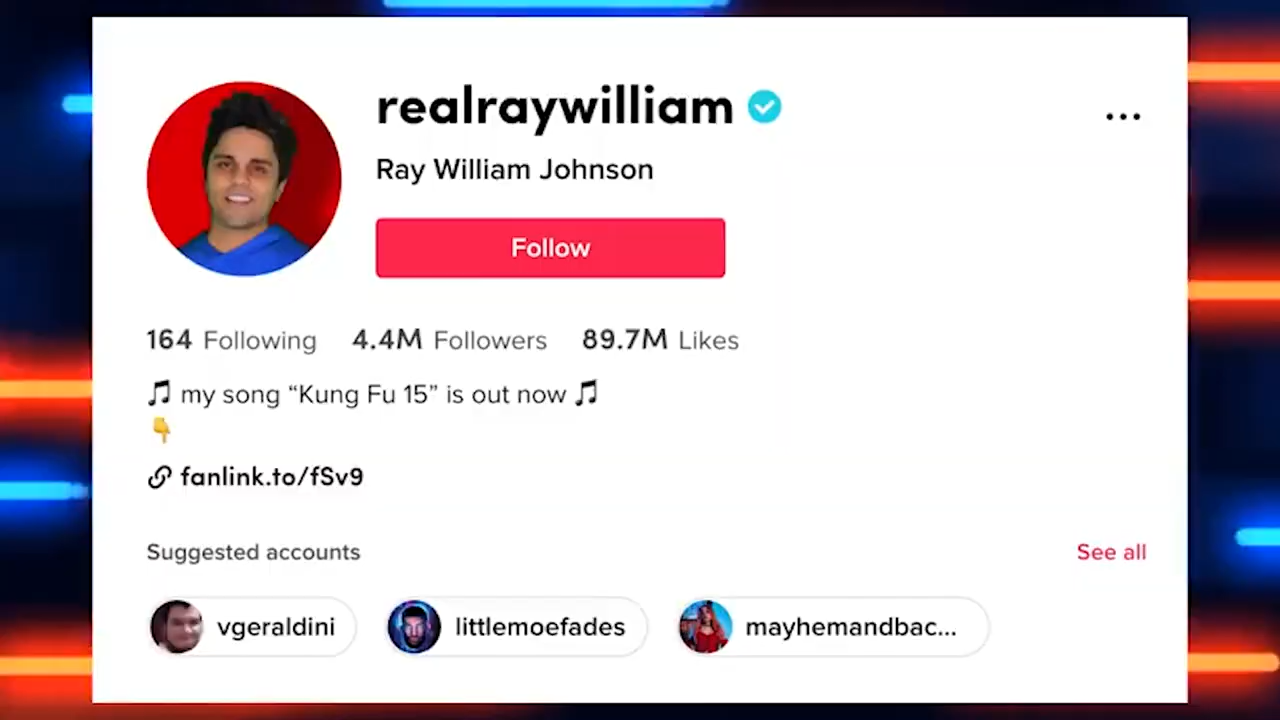 realraywilliam
...
Ray William Johnson
Follow
164 Following 4.4M Followers 89.7M Likes
🎵 my song “Kung Fu 15” is out now 🎵
👇
fanlink.to/fSv9
Suggested accounts See all
vgeraldini littlemoefades mayhemandbac...